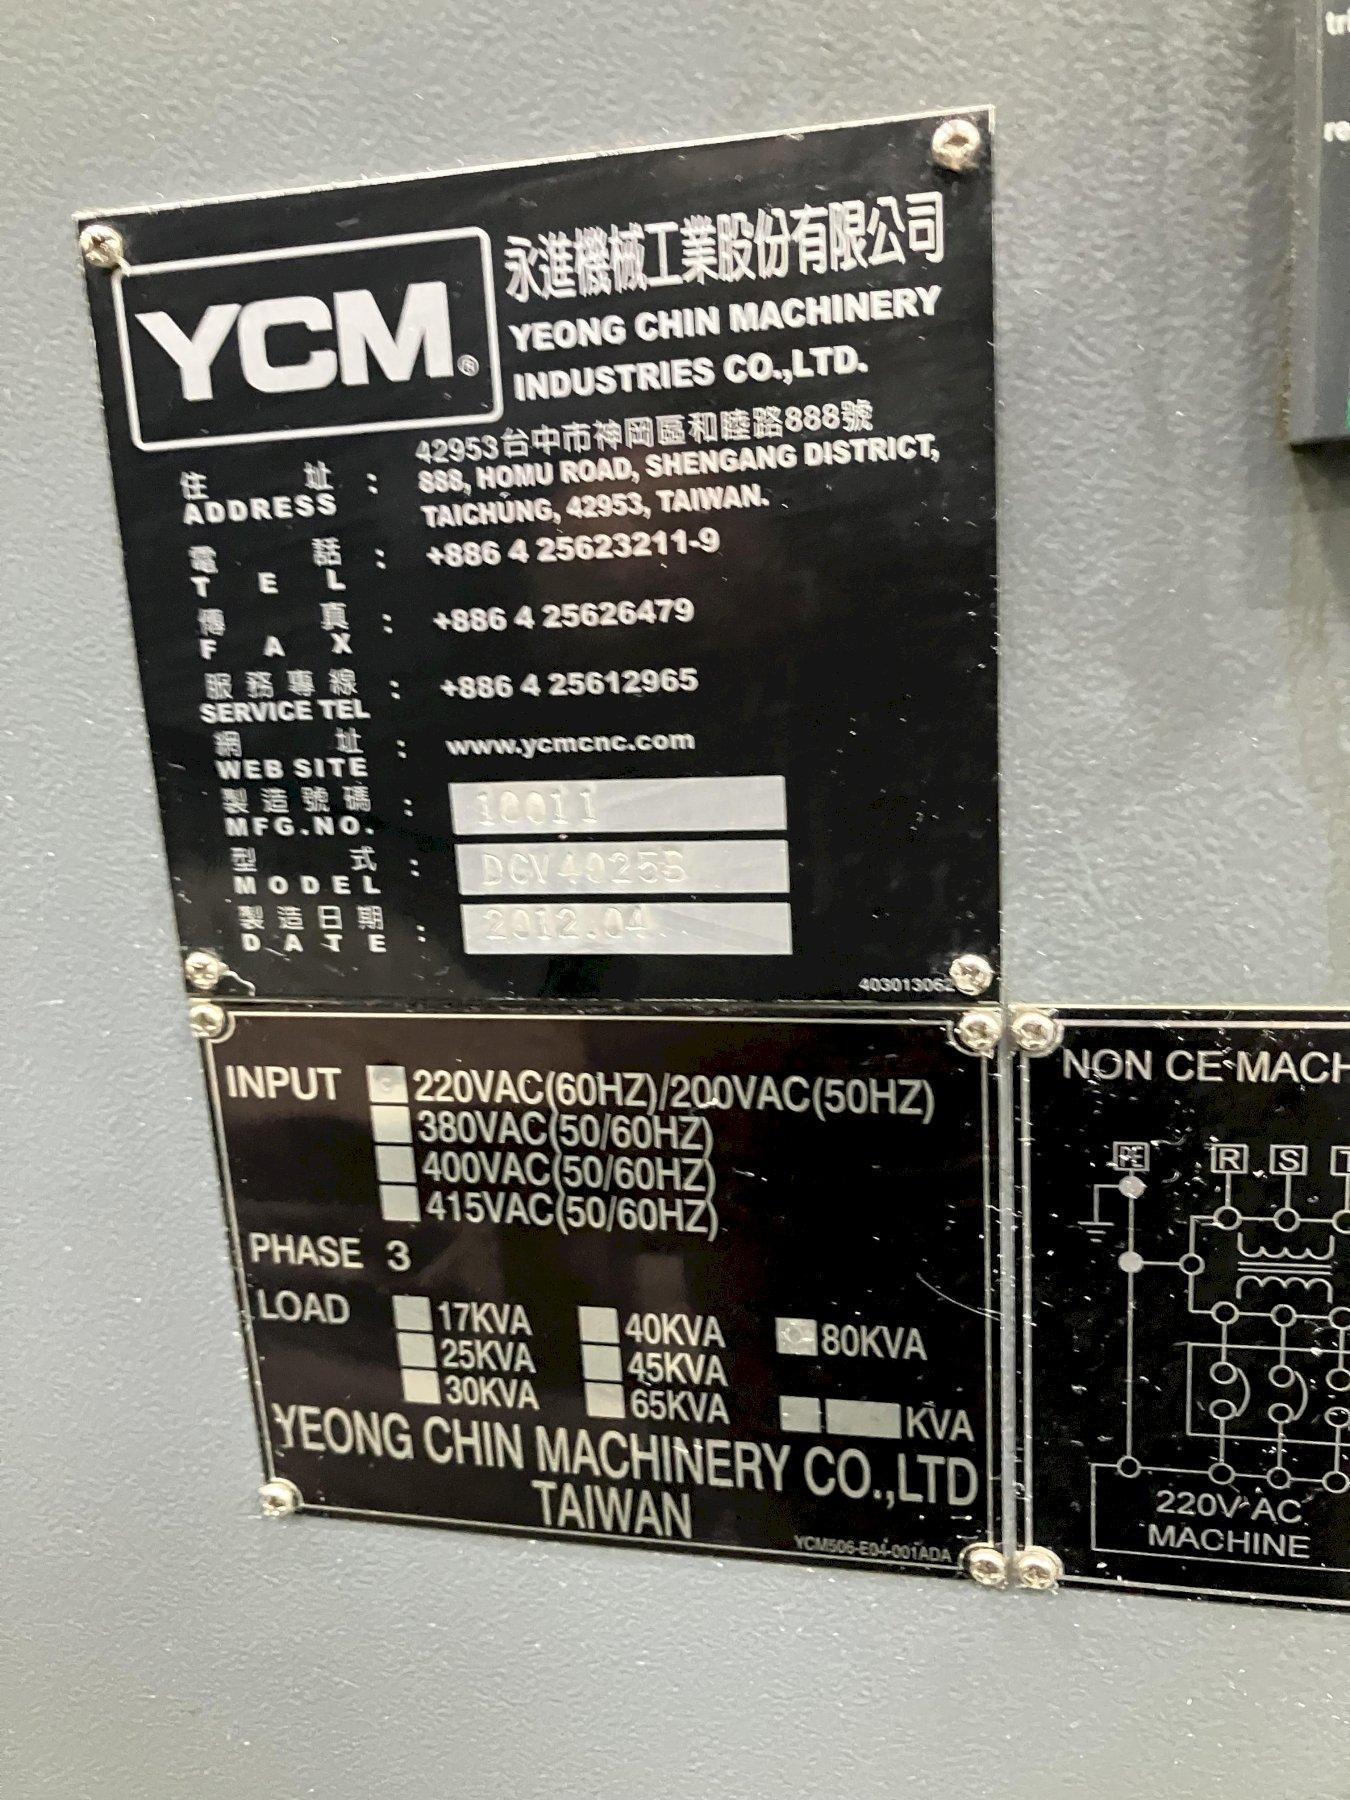 YCM®
永進機械工業股份有限公司
YEONG CHIN MACHINERY
INDUSTRIES CO.,LTD.
住址: 42953台中市神岡區和睦路888號
ADDRESS 888, HOMU ROAD, SHENGANG DISTRICT,
TAICHUNG, 42953, TAIWAN.
電話: +886 4 25623211-9
TEL
傳真: +886 4 25626479
FAX
服務專線: +886 4 25612965
SERVICE TEL
網址: www.ycmcnc.com
WEB SITE
製造號碼: 10011
MFG.NO.
型式: DCV4025B
MODEL
製造日期: 2012.04
DATE
403013062
INPUT 220VAC(60HZ)/200VAC(50HZ)
380VAC(50/60HZ)
400VAC(50/60HZ)
415VAC(50/60HZ)
PHASE 3
LOAD 17KVA 40KVA 80KVA
25KVA 45KVA
30KVA 65KVA KVA
YEONG CHIN MACHINERY CO.,LTD
TAIWAN
YCM506-E04-001ADA
NON CE MACH
PE R S
220V AC
MACHINE